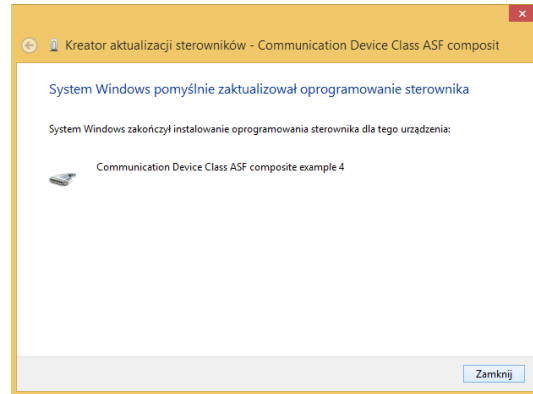 Kreator aktualizacji sterowników - Communication Device Class ASF composit
System Windows pomyślnie zaktualizował oprogramowanie sterownika
System Windows zakończył instalowanie oprogramowania sterownika dla tego urządzenia:
Communication Device Class ASF composite example 4
Zamknij